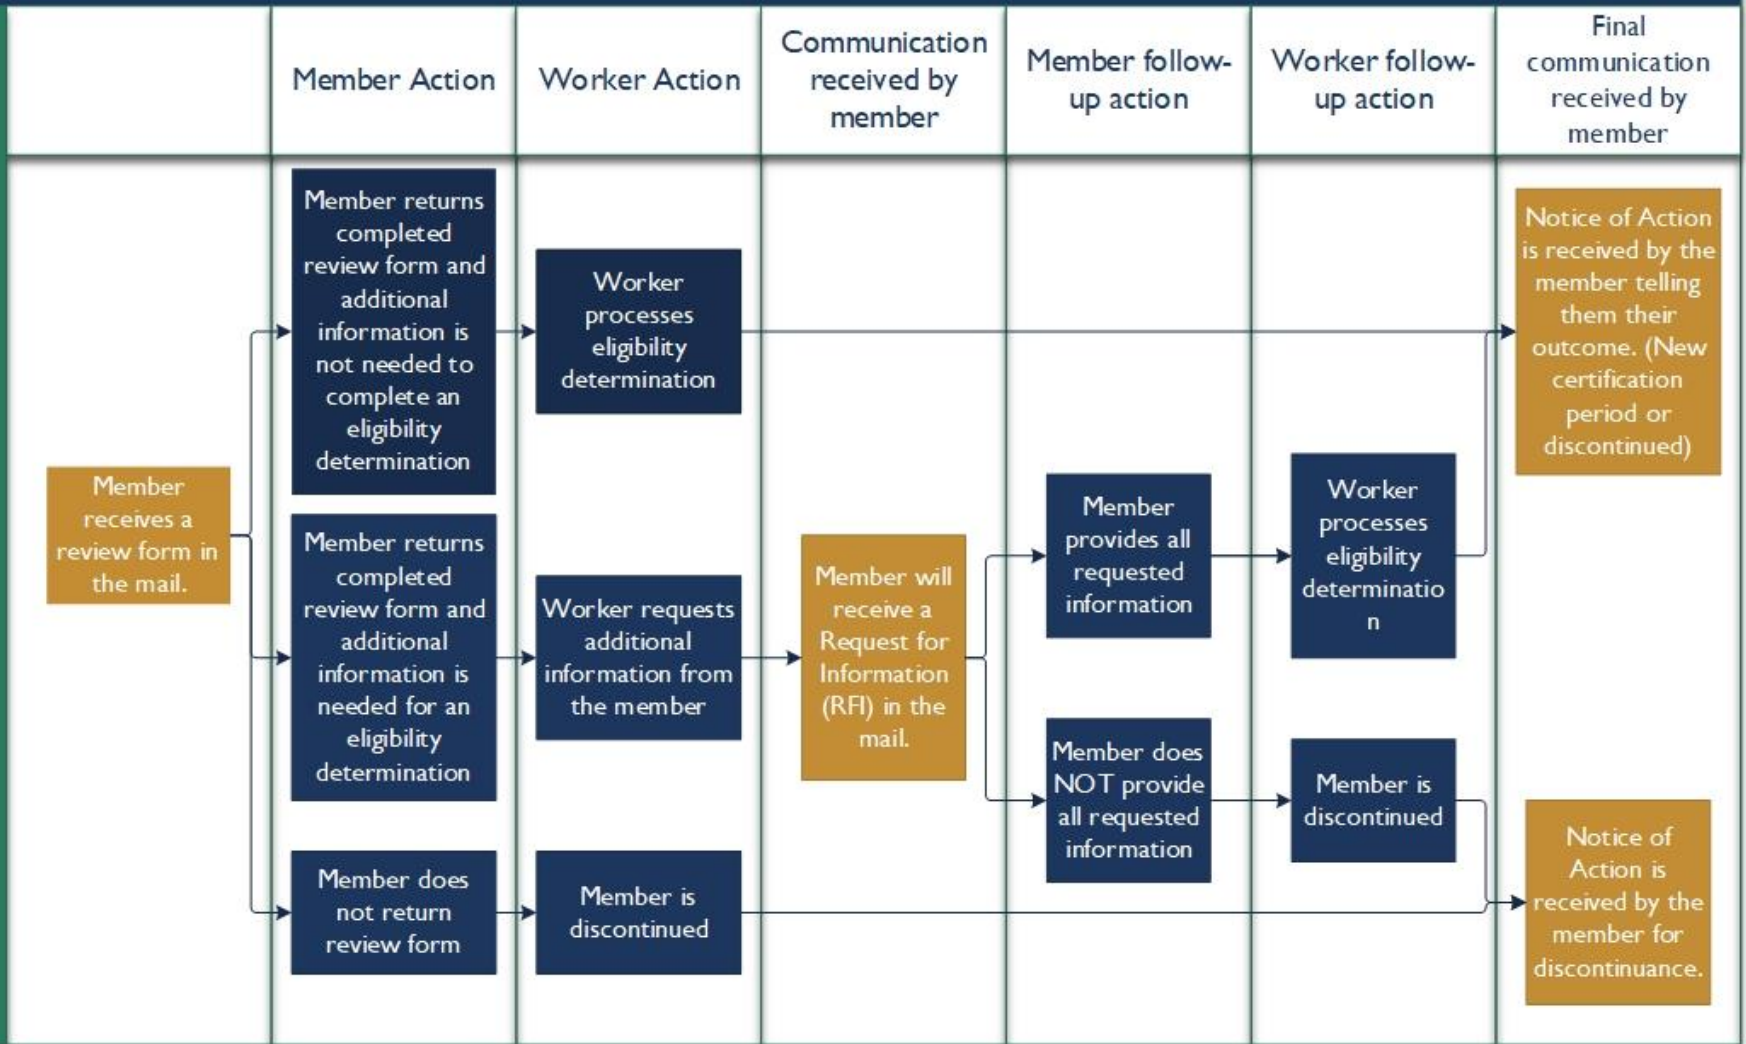 Member Action
Worker Action
Communication
received by
member
Member follow-
up action
Worker follow-
up action
Final
communication
received by
member
Member
receives a
review form in
the mail.
Member returns
completed
review form and
additional
information is
not needed to
complete an
eligibility
determination
Worker
processes
eligibility
determination
Notice of Action
is received by the
member telling
them their
outcome. (New
certification
period or
discontinued)
Member returns
completed
review form and
additional
information is
needed for an
eligibility
determination
Worker requests
additional
information from
the member
Member will
receive a
Request for
Information
(RFI) in the
mail.
Member
provides all
requested
information
Worker
processes
eligibility
determinatio
n
Member does
NOT provide
all requested
information
Member is
discontinued
Member does
not return
review form
Member is
discontinued
Notice of
Action is
received by the
member for
discontinuance.